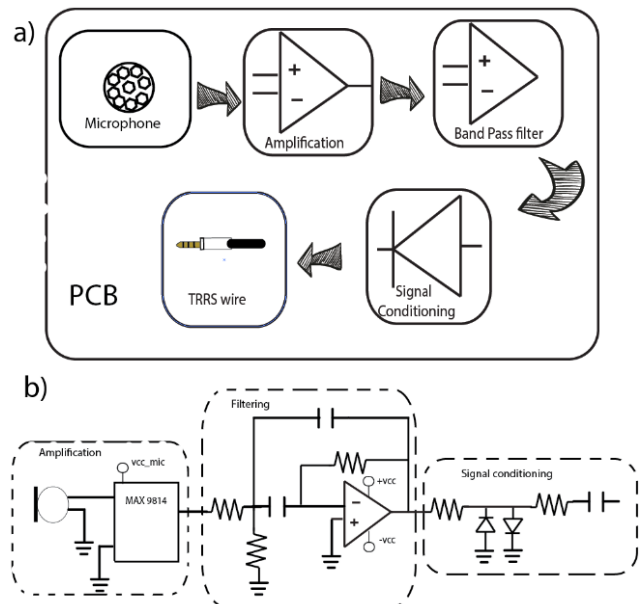 a)
Microphone
+
−
Amplification
+
−
Band Pass filter
PCB
TRRS wire
Signal
Conditioning
b)
Amplification
vcc_mic
MAX 9814
Filtering
+vcc
−
+
-vcc
Signal conditioning